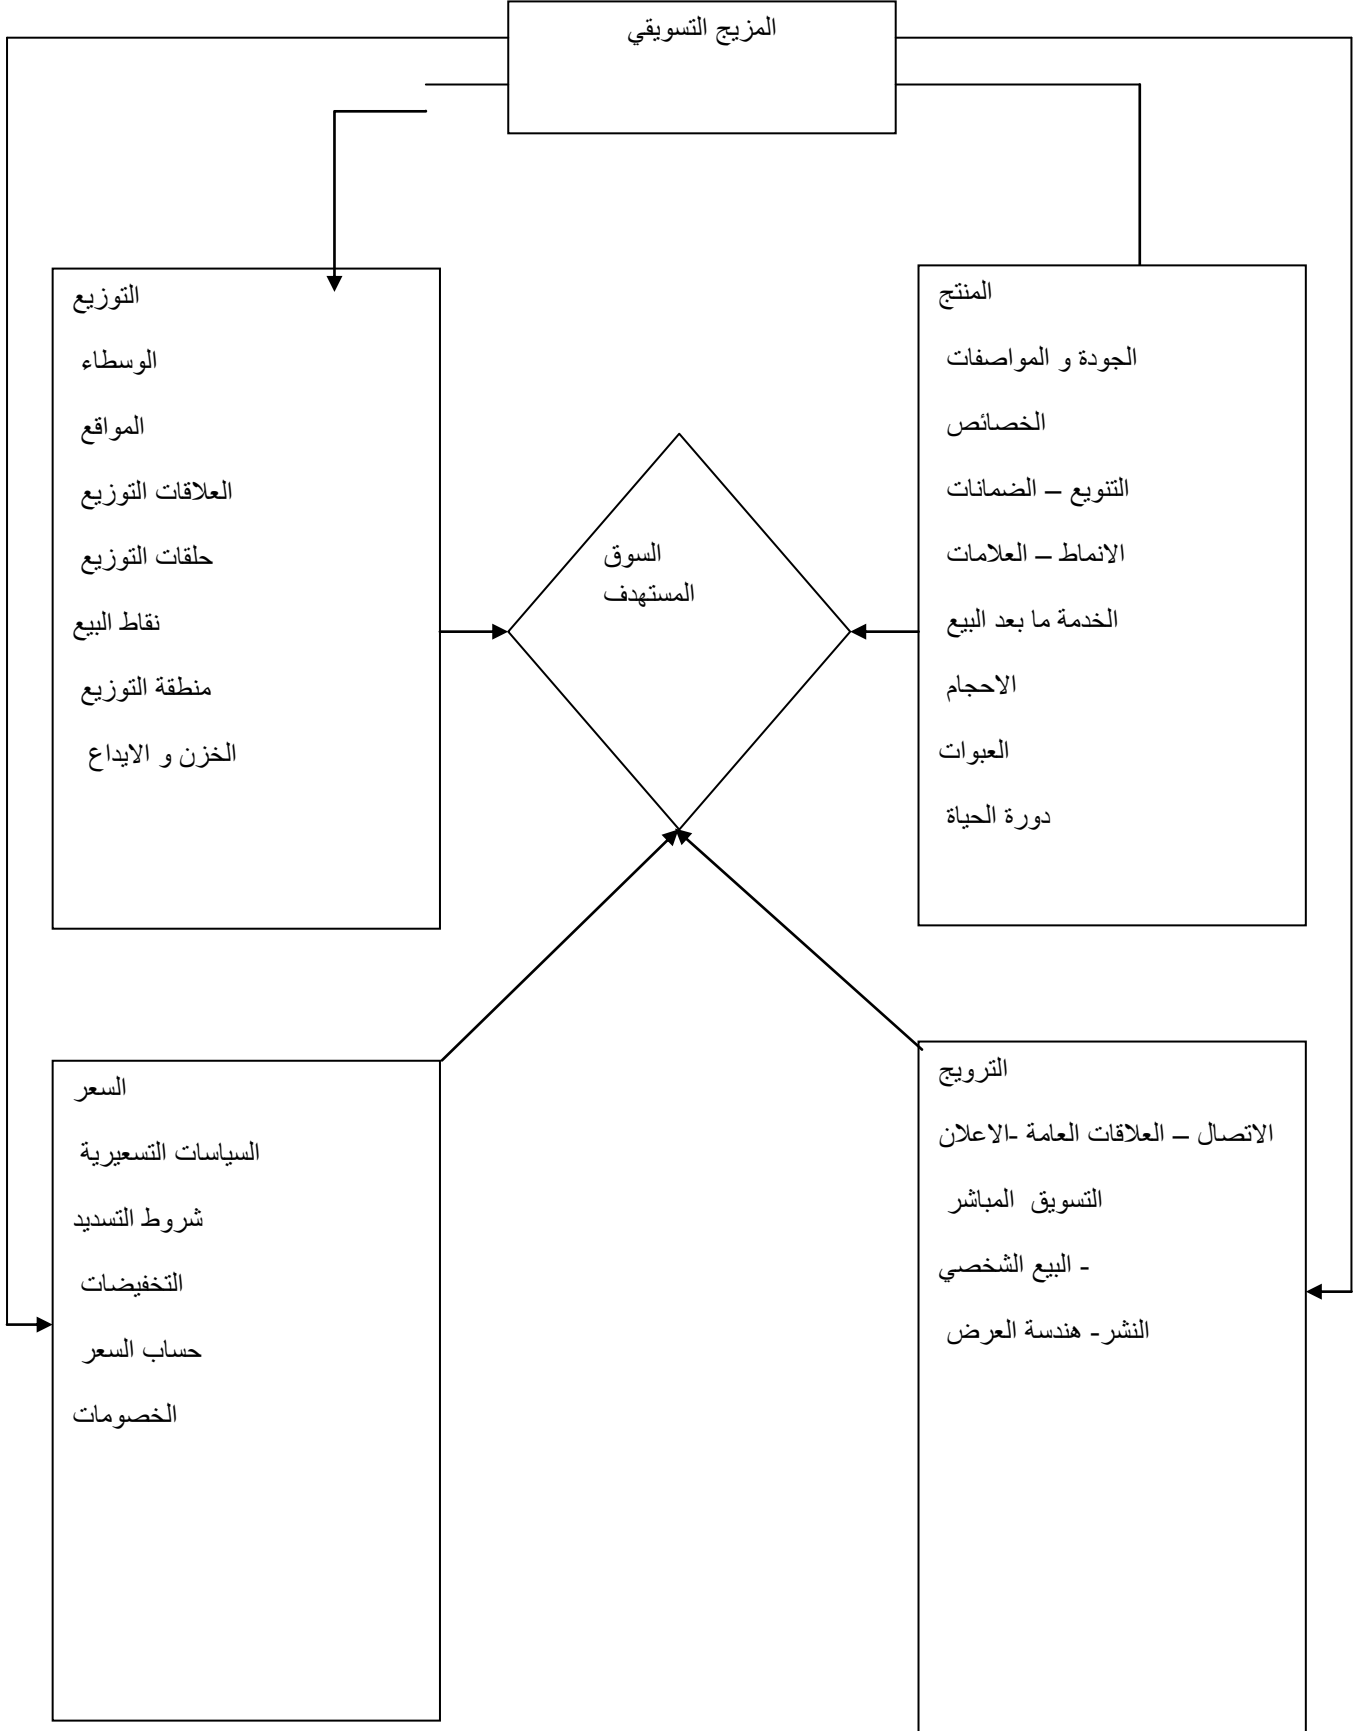 المزيج التسويقي
المنتج
الجودة و المواصفات
الخصائص
التنويع – الضمانات
الانماط – العلامات
الخدمة ما بعد البيع
الاحجام
العبوات
دورة الحياة
التوزيع
الوسطاء
المواقع
العلاقات التوزيع
حلقات التوزيع
نقاط البيع
منطقة التوزيع
الخزن و الايداع
السوق
المستهدف
الترويج
الاتصال – العلاقات العامة -الاعلان
التسويق المباشر
- البيع الشخصي
النشر- هندسة العرض
السعر
السياسات التسعيرية
شروط التسديد
التخفيضات
حساب السعر
الخصومات